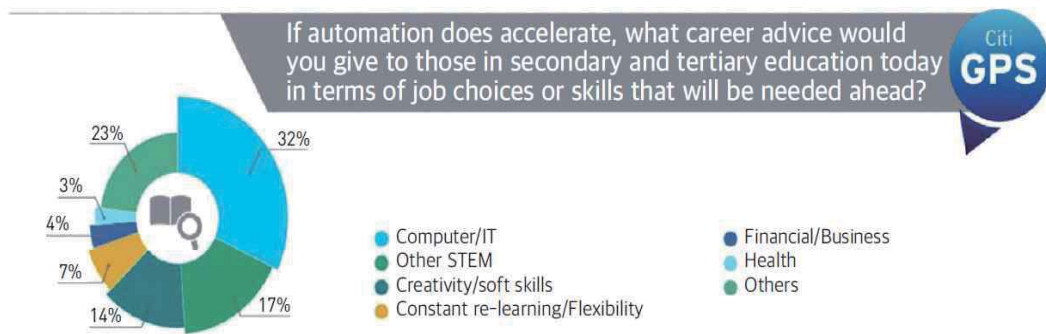 If automation does accelerate, what career advice would
you give to those in secondary and tertiary education today
in terms of job choices or skills that will be needed ahead?
Citi
GPS
23%
32%
3%
4%
7%
14%
17%
Computer/IT
Other STEM
Creativity/soft skills
Constant re-learning/Flexibility
Financial/Business
Health
Others